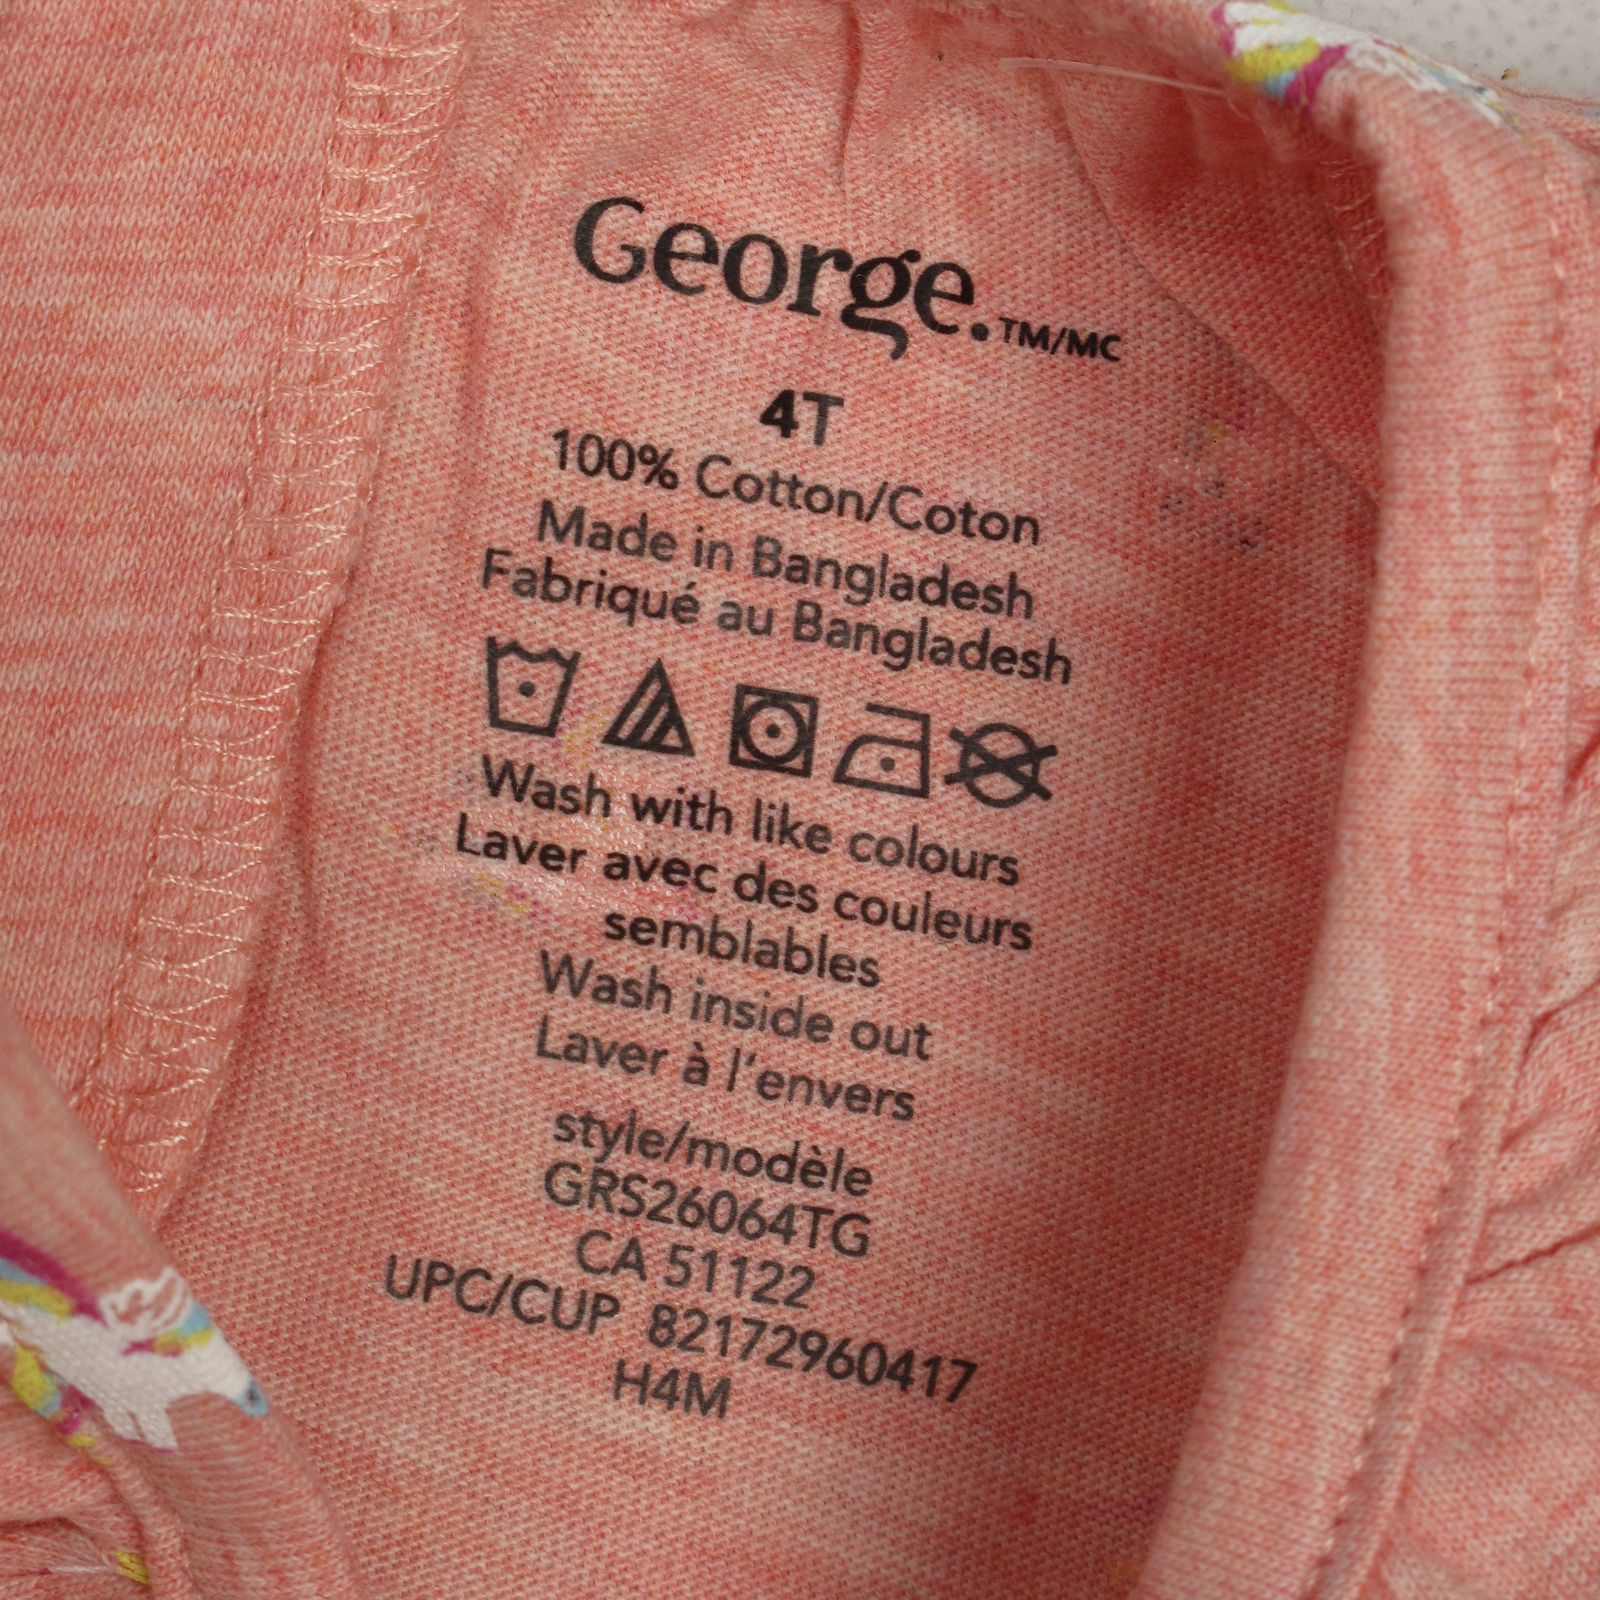 George.™/MC
4T
100% Cotton/Coton
Made in Bangladesh
Fabriqué au Bangladesh
Wash with like colours
Laver avec des couleurs
semblables
Wash inside out
Laver à l'envers
style/modèle
GRS26064TG
CA 51122
UPC/CUP 82172960417
H4M